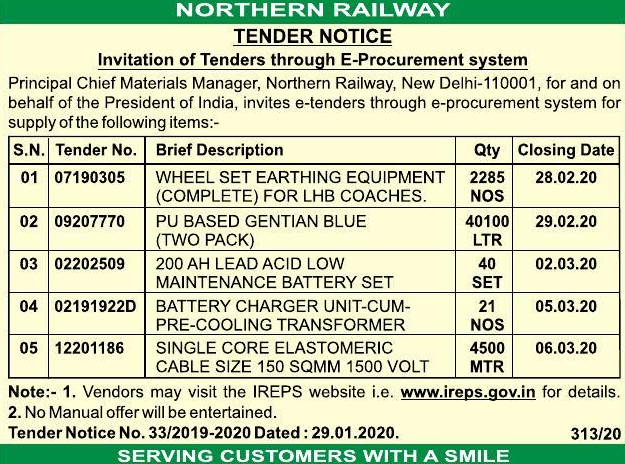 NORTHERN RAILWAY
TENDER NOTICE
Invitation of Tenders through E-Procurement system
Principal Chief Materials Manager, Northern Railway, New Delhi-110001, for and on
behalf of the President of India, invites e-tenders through e-procurement system for
supply of the following items:-
S.N. Tender No. Brief Description Qty Closing Date
01 07190305 WHEEL SET EARTHING EQUIPMENT 2285 28.02.20
(COMPLETE) FOR LHB COACHES. NOS
02 09207770 PU BASED GENTIAN BLUE 40100 29.02.20
(TWO PACK) LTR
03 02202509 200 AH LEAD ACID LOW 40 02.03.20
MAINTENANCE BATTERY SET SET
04 02191922D BATTERY CHARGER UNIT-CUM- 21 05.03.20
PRE-COOLING TRANSFORMER NOS
05 12201186 SINGLE CORE ELASTOMERIC 4500 06.03.20
CABLE SIZE 150 SQMM 1500 VOLT MTR
Note:- 1. Vendors may visit the IREPS website i.e. www.ireps.gov.in for details.
2. No Manual offer will be entertained.
Tender Notice No. 33/2019-2020 Dated : 29.01.2020. 313/20
SERVING CUSTOMERS WITH A SMILE